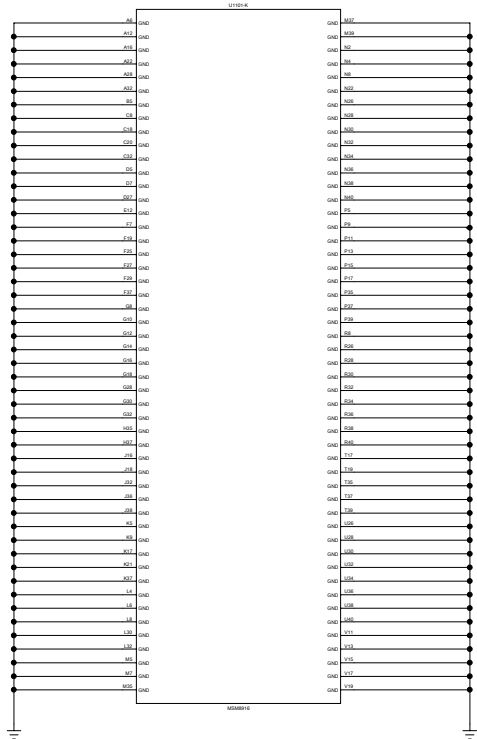 U1101-K
A6 GND GND M37
A12 GND GND M39
A16 GND GND N2
A22 GND GND N4
A28 GND GND N8
A32 GND GND N22
B5 GND GND N26
C8 GND GND N28
C18 GND GND N30
C20 GND GND N32
C32 GND GND N34
D5 GND GND N36
D7 GND GND N38
D27 GND GND N40
E13 GND GND P5
F7 GND GND P9
F19 GND GND P11
F25 GND GND P13
F27 GND GND P15
F29 GND GND P17
F37 GND GND P35
G8 GND GND P37
G10 GND GND P39
G12 GND GND R8
G14 GND GND R26
G16 GND GND R28
G18 GND GND R30
G28 GND GND R32
G30 GND GND R34
G32 GND GND R36
H35 GND GND R38
H37 GND GND R40
J16 GND GND T17
J18 GND GND T19
J32 GND GND T35
J36 GND GND T37
J38 GND GND T39
K5 GND GND U26
K9 GND GND U28
K17 GND GND U30
K21 GND GND U32
K37 GND GND U34
L4 GND GND U36
L6 GND GND U38
L8 GND GND U40
L30 GND GND V11
L32 GND GND V13
M5 GND GND V15
M7 GND GND V17
M35 GND GND V19
MSM8916